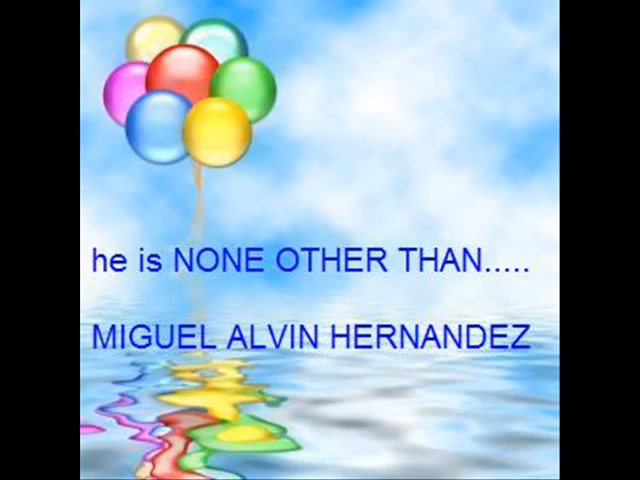 he is NONE OTHER THAN.....
MIGUEL ALVIN HERNANDEZ